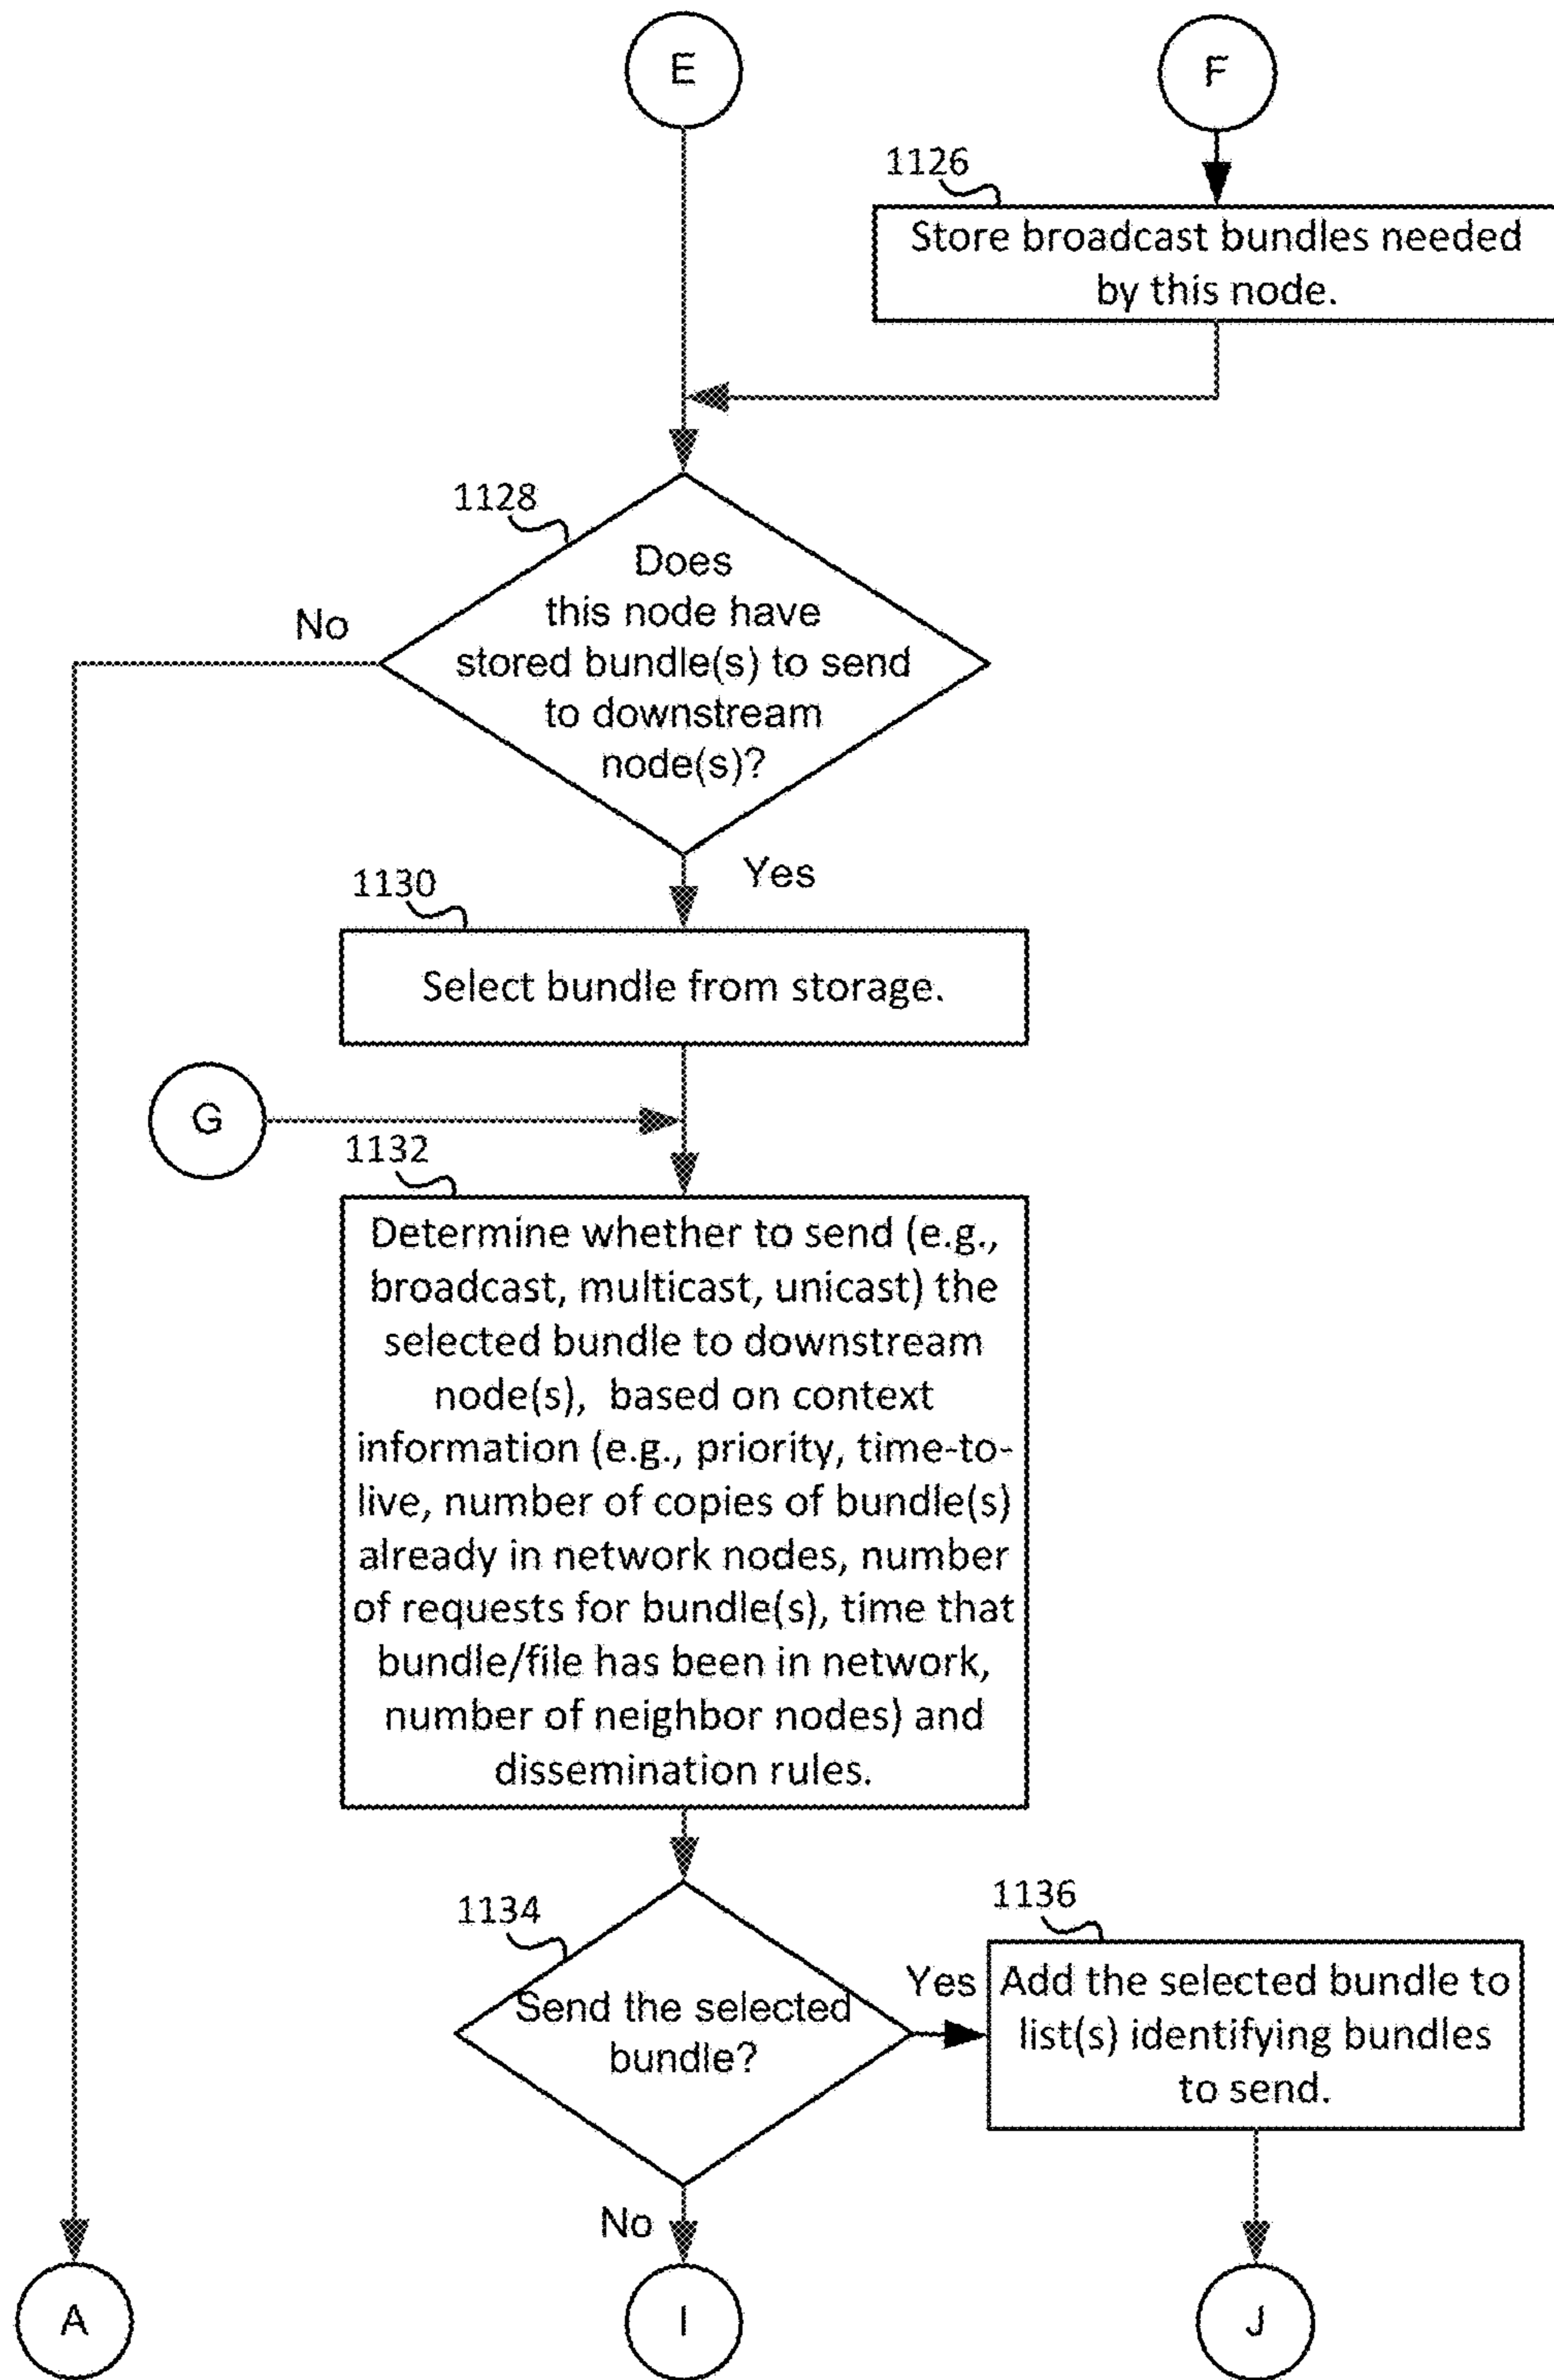 E
F
1126
Store broadcast bundles needed
by this node.
1128
Does
this node have
stored bundle(s) to send
to downstream
node(s)?
No
Yes
1130
Select bundle from storage.
G
1132
Determine whether to send (e.g.,
broadcast, multicast, unicast) the
selected bundle to downstream
node(s), based on context
information (e.g., priority, time-to-
live, number of copies of bundle(s)
already in network nodes, number
of requests for bundle(s), time that
bundle/file has been in network,
number of neighbor nodes) and
dissemination rules.
1134
Send the selected
bundle?
Yes
1136
Add the selected bundle to
list(s) identifying bundles
to send.
No
A
I
J